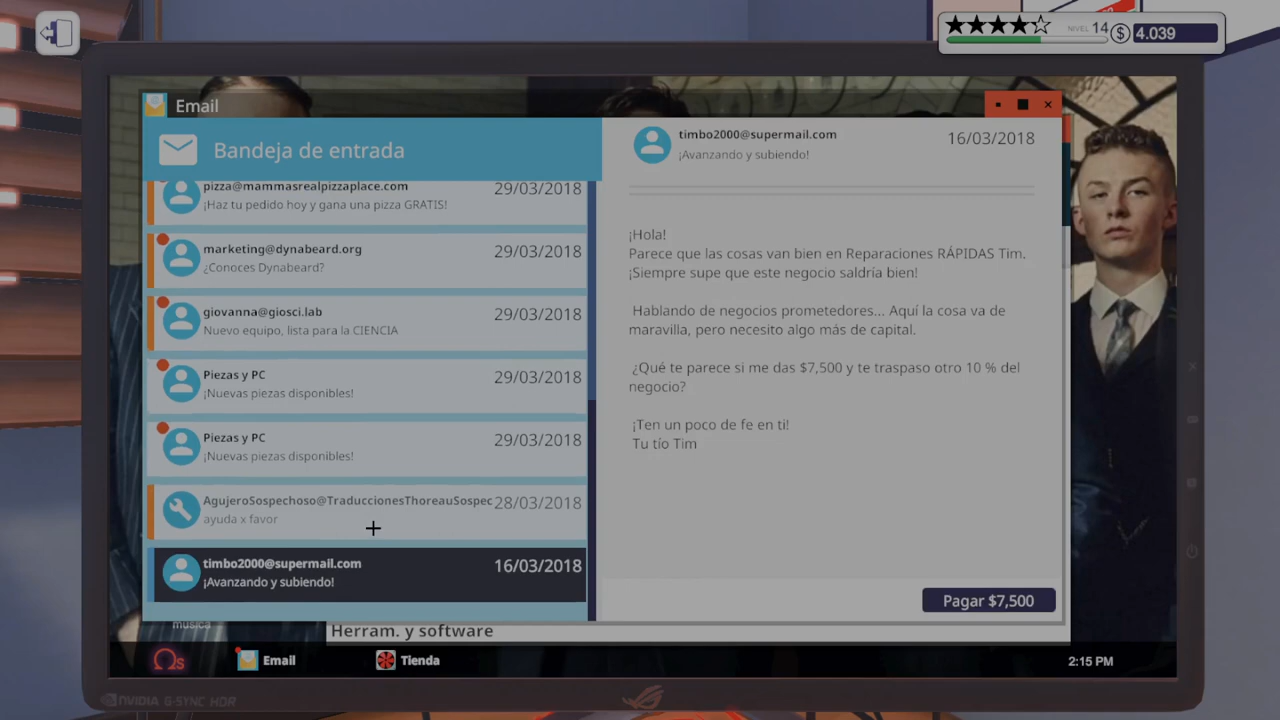 NIVEL 14
$ 4.039
Email
Bandeja de entrada
pizza@mammasrealpizzaplace.com
29/03/2018
¡Haz tu pedido hoy y gana una pizza GRATIS!
marketing@dynabeard.org
29/03/2018
¿Conoces Dynabeard?
giovanna@giosci.lab
29/03/2018
Nuevo equipo, lista para la CIENCIA
Piezas y PC
29/03/2018
¡Nuevas piezas disponibles!
Piezas y PC
29/03/2018
¡Nuevas piezas disponibles!
AgujeroSospechoso@TraduccionesThoreauSospec
28/03/2018
ayuda x favor
timbo2000@supermail.com
16/03/2018
¡Avanzando y subiendo!
timbo2000@supermail.com
16/03/2018
¡Avanzando y subiendo!
¡Hola!
Parece que las cosas van bien en Reparaciones RÁPIDAS Tim.
¡Siempre supe que este negocio saldría bien!
Hablando de negocios prometedores... Aquí la cosa va de
maravilla, pero necesito algo más de capital.
¿Qué te parece si me das $7,500 y te traspaso otro 10 % del
negocio?
¡Ten un poco de fe en ti!
Tu tío Tim
Pagar $7,500
música
Herram. y software
Ωs
Email
Tienda
2:15 PM
NVIDIA G-SYNC HDR